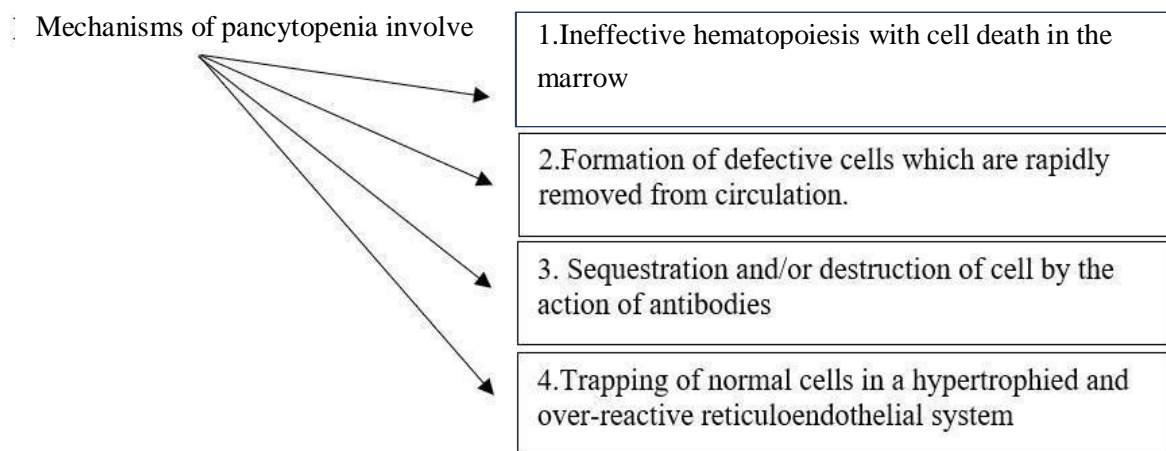 Mechanisms of pancytopenia involve
1.Ineffective hematopoiesis with cell death in the
marrow
2.Formation of defective cells which are rapidly
removed from circulation.
3. Sequestration and/or destruction of cell by the
action of antibodies
4.Trapping of normal cells in a hypertrophied and
over-reactive reticuloendothelial system